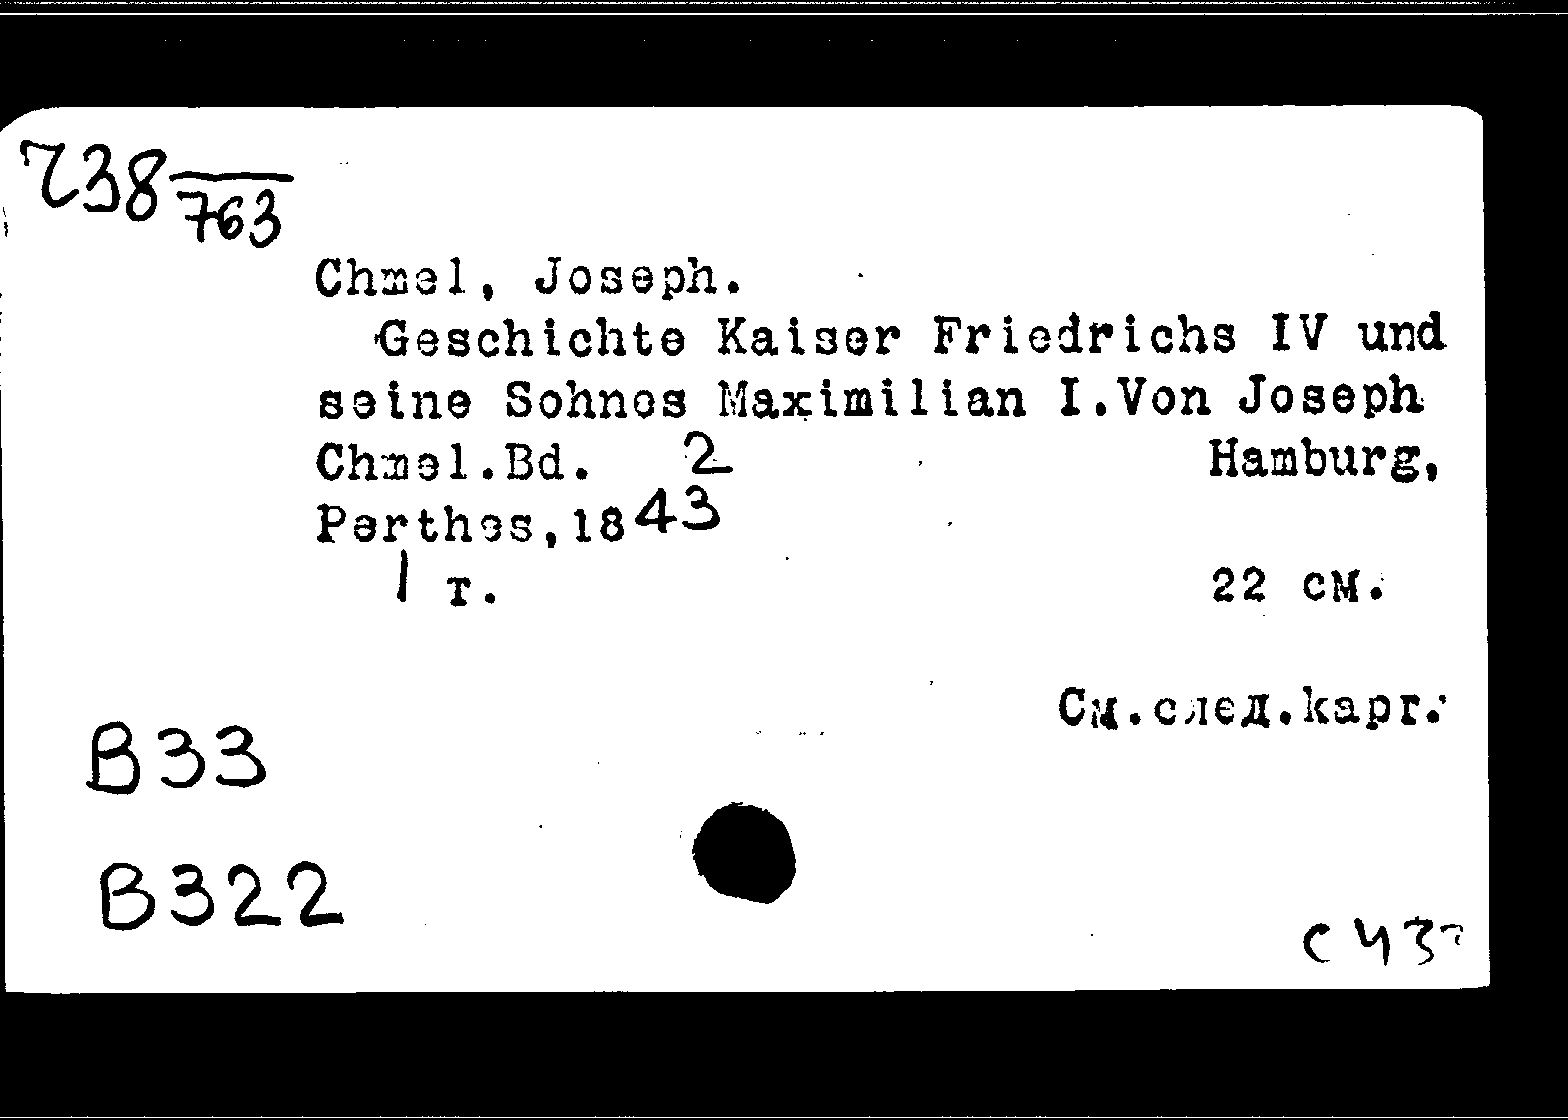 738
763
Chmel, Joseph.
Geschichte Kaiser Friedrichs IV und
seine Sohnes Maximilian I.Von Joseph
Chmel.Bd. 2 Hamburg,
Perthes,1843
1 т. 22 см.
См.след.карт.
B33
B322